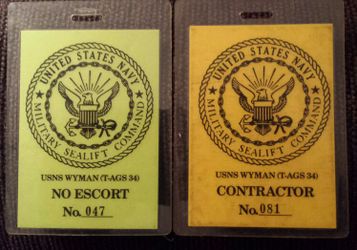 UNITED STATES NAVY
MILITARY SEALIFT COMMAND
USNS WYMAN (T-AGS 34)
NO ESCORT
No. 047
UNITED STATES NAVY
MILITARY SEALIFT COMMAND
USNS WYMAN (T-AGS 34)
CONTRACTOR
No. 081